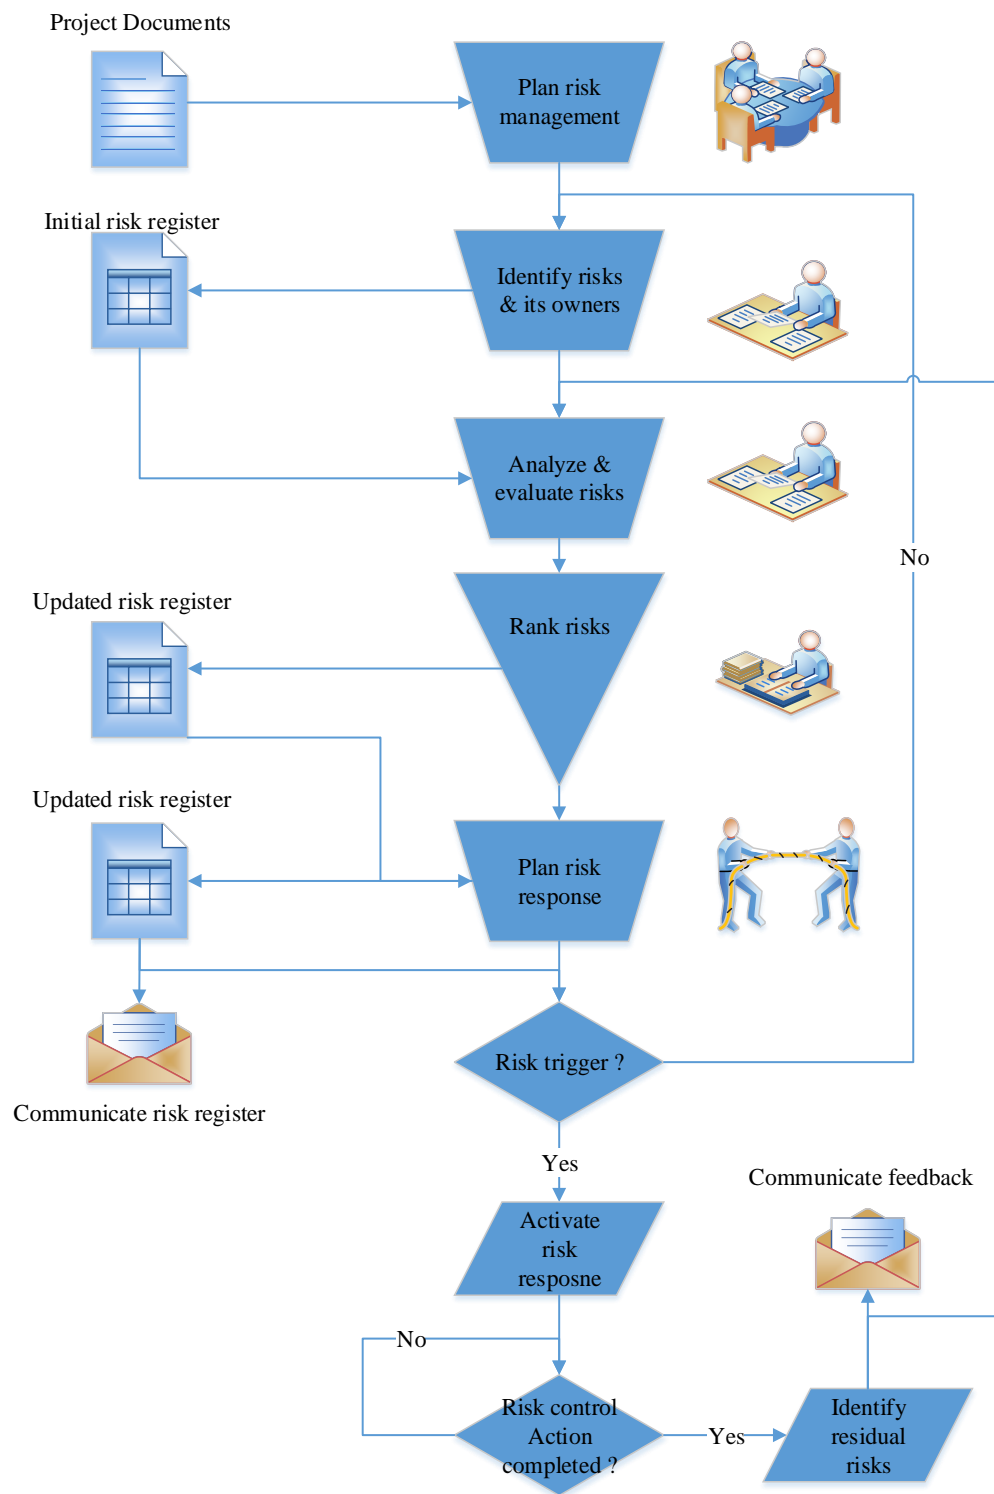 Project Documents
Plan risk
management
Initial risk register
Identify risks
& its owners
Analyze &
evaluate risks
No
Updated risk register
Rank risks
Updated risk register
Plan risk
response
Risk trigger ?
Communicate risk register
Yes
Communicate feedback
Activate
risk
resposne
No
Risk control
Action
completed ?
Yes
Identify
residual
risks